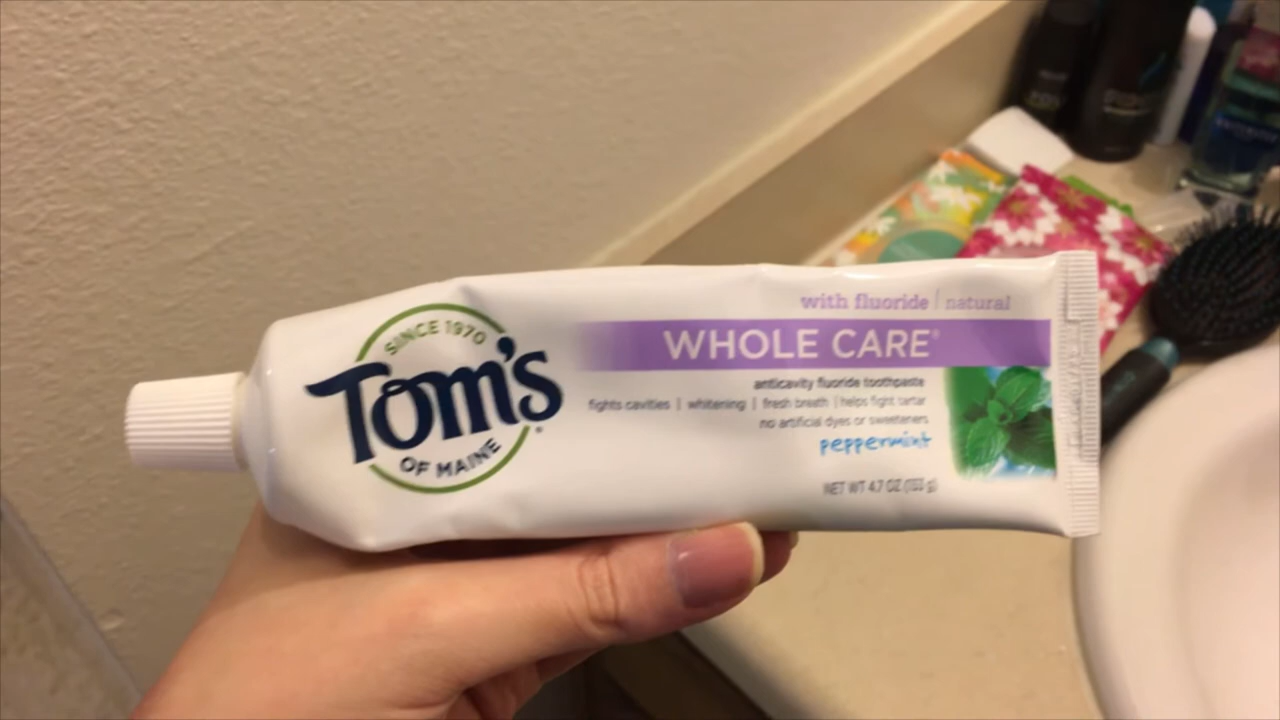 SINCE 1970
TOM'S
OF MAINE
with fluoride | natural
WHOLE CARE®
anticavity fluoride toothpaste
fights cavities | whitening | fresh breath | helps fight tartar
no artificial dyes or sweeteners
peppermint
NET WT 4.7 OZ (133 g)